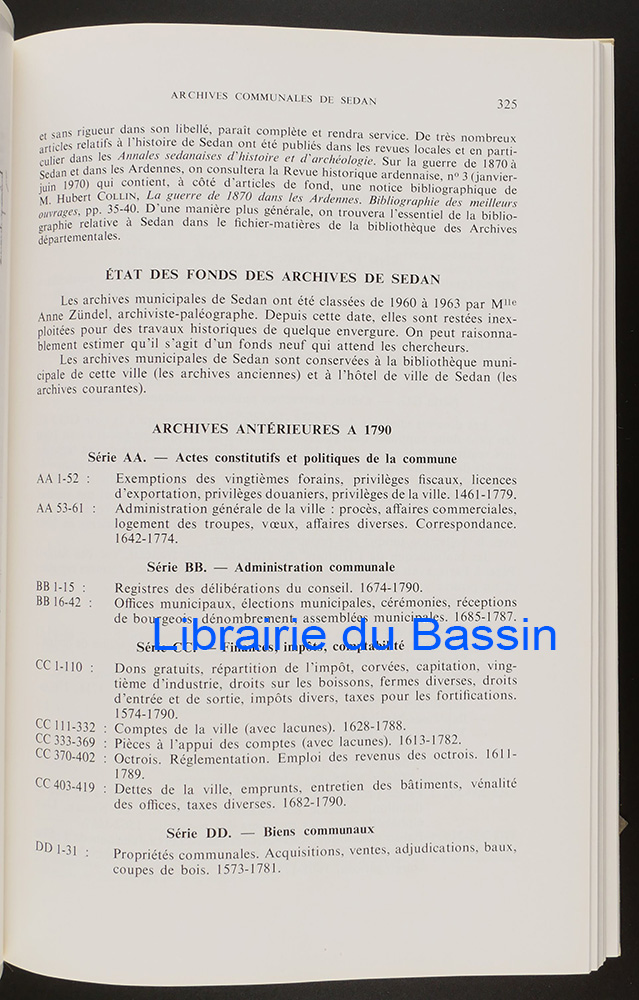 ARCHIVES COMMUNALES DE SEDAN 325
et sans rigueur dans son libellé, paraît complète et rendra service. De très nombreux
articles relatifs à l'histoire de Sedan ont été publiés dans les revues locales et en parti-
culier dans les Annales sedanaises d'histoire et d'archéologie. Sur la guerre de 1870 à
Sedan et dans les Ardennes, on consultera la Revue historique ardennaise, nº 3 (janvier-
juin 1970) qui contient, à côté d'articles de fond, une notice bibliographique de
M. Hubert COLLIN, La guerre de 1870 dans les Ardennes. Bibliographie des meilleurs
ouvrages, pp. 35-40. D'une manière plus générale, on trouvera l'essentiel de la biblio-
graphie relative à Sedan dans le fichier-matières de la bibliothèque des Archives
départementales.
ÉTAT DES FONDS DES ARCHIVES DE SEDAN
Les archives municipales de Sedan ont été classées de 1960 à 1963 par Mlle
Anne Zündel, archiviste-paléographe. Depuis cette date, elles sont restées inex-
ploitées pour des travaux historiques de quelque envergure. On peut raisonna-
blement estimer qu'il s'agit d'un fonds neuf qui attend les chercheurs.
Les archives municipales de Sedan sont conservées à la bibliothèque muni-
cipale de cette ville (les archives anciennes) et à l'hôtel de ville de Sedan (les
archives courantes).
ARCHIVES ANTÉRIEURES A 1790
Série AA. — Actes constitutifs et politiques de la commune
AA 1-52 : Exemptions des vingtièmes forains, privilèges fiscaux, licences
d'exportation, privilèges douaniers, privilèges de la ville. 1461-1779.
AA 53-61 : Administration générale de la ville : procès, affaires commerciales,
logement des troupes, vœux, affaires diverses. Correspondance.
1642-1774.
Série BB. — Administration communale
BB 1-15 : Registres des délibérations du conseil. 1674-1790.
BB 16-42 : Offices municipaux, élections municipales, cérémonies, réceptions
de bourgeois, dénombrement, assemblées municipales. 1685-1787.
Librairie du Bassin
Série CC. — Finances, impôts, comptabilité
CC 1-110 : Dons gratuits, répartition de l'impôt, corvées, capitation, ving-
tième d'industrie, droits sur les boissons, fermes diverses, droits
d'entrée et de sortie, impôts divers, taxes pour les fortifications.
1574-1790.
CC 111-332 : Comptes de la ville (avec lacunes). 1628-1788.
CC 333-369 : Pièces à l'appui des comptes (avec lacunes). 1613-1782.
CC 370-402 : Octrois. Réglementation. Emploi des revenus des octrois. 1611-
1789.
CC 403-419 : Dettes de la ville, emprunts, entretien des bâtiments, vénalité
des offices, taxes diverses. 1682-1790.
Série DD. — Biens communaux
DD 1-31 : Propriétés communales. Acquisitions, ventes, adjudications, baux,
coupes de bois. 1573-1781.